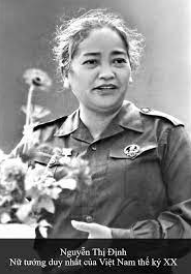 Nguyễn Thị Định
Nữ tướng duy nhất của Việt Nam thế kỷ XX